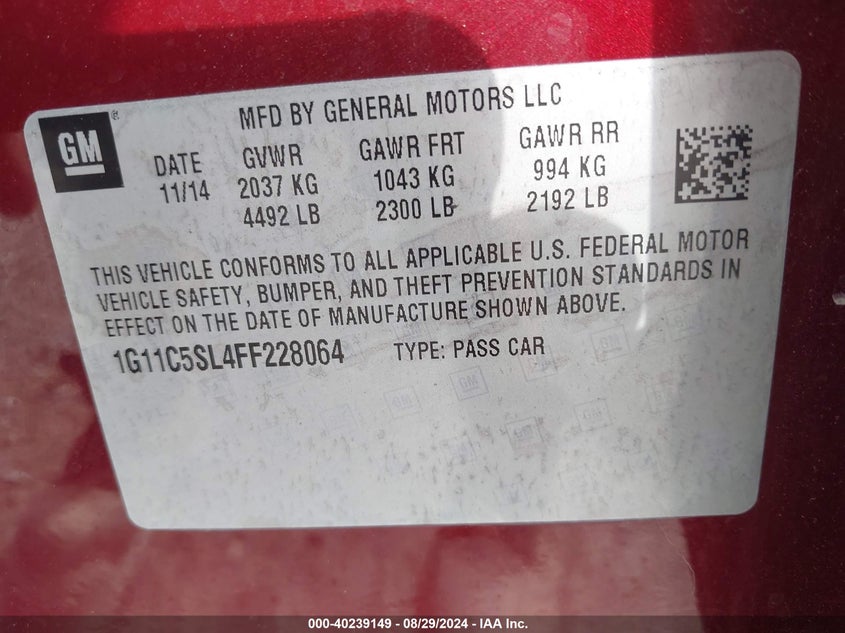 MFD BY GENERAL MOTORS LLC
GM
DATE GVWR GAWR FRT GAWR RR
11/14 2037 KG 1043 KG 994 KG
4492 LB 2300 LB 2192 LB
THIS VEHICLE CONFORMS TO ALL APPLICABLE U.S. FEDERAL MOTOR
VEHICLE SAFETY, BUMPER, AND THEFT PREVENTION STANDARDS IN
EFFECT ON THE DATE OF MANUFACTURE SHOWN ABOVE.
1G11C5SL4FF228064 TYPE: PASS CAR
000-40239149 - 08/29/2024 - IAA Inc.